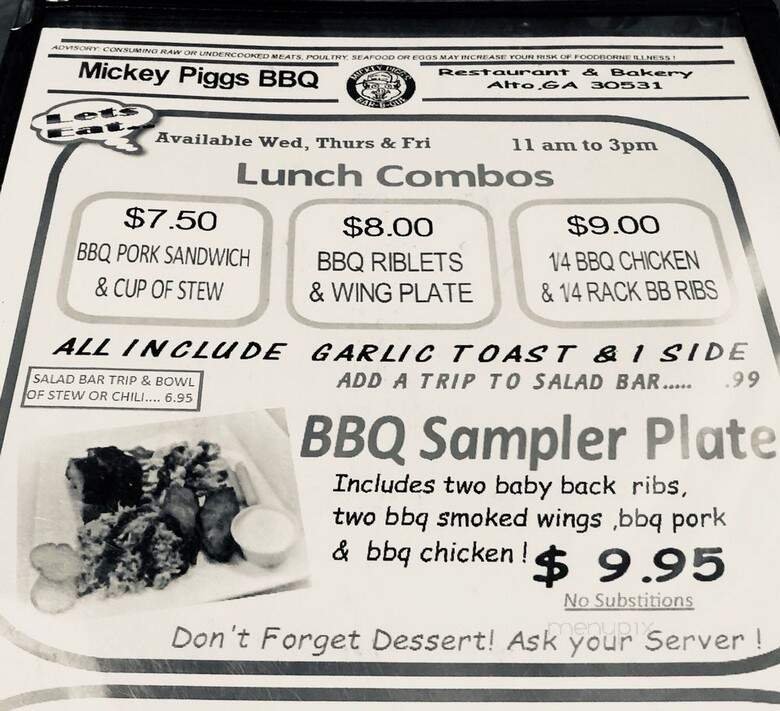 ADVISORY: CONSUMING RAW OR UNDERCOOKED MEATS, POULTRY, SEAFOOD OR EGGS MAY INCREASE YOUR RISK OF FOODBORNE ILLNESS !
Mickey Piggs BBQ
MICKEY PIGGS
BAR-B-QUE
Restaurant & Bakery
Alto,GA 30531
Lets
Eat...
Available Wed, Thurs & Fri 11 am to 3pm
Lunch Combos
$7.50
BBQ PORK SANDWICH
& CUP OF STEW
$8.00
BBQ RIBLETS
& WING PLATE
$9.00
1/4 BBQ CHICKEN
& 1/4 RACK BB RIBS
ALL INCLUDE GARLIC TOAST & 1 SIDE
ADD A TRIP TO SALAD BAR..... .99
SALAD BAR TRIP & BOWL
OF STEW OR CHILI.... 6.95
BBQ Sampler Plate
Includes two baby back ribs,
two bbq smoked wings ,bbq pork
& bbq chicken ! $ 9.95
No Substitions
menupix
Don't Forget Dessert! Ask your Server !